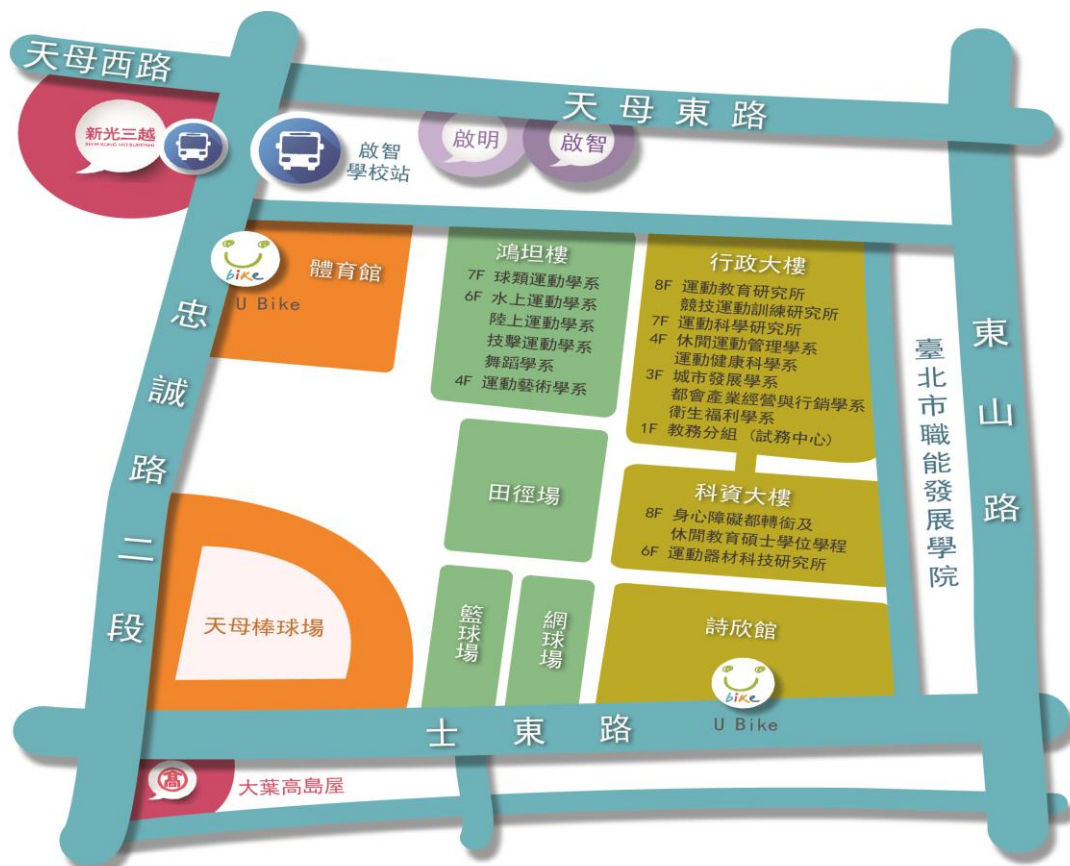 天母西路
天母東路
新光三越
SHIN KONG MITSUKOSHI
啟智
學校站
啟明
啟智
bike
U Bike
體育館
鴻坦樓
7F 球類運動學系
6F 水上運動學系
陸上運動學系
技擊運動學系
舞蹈學系
4F 運動藝術學系
行政大樓
8F 運動教育研究所
競技運動訓練研究所
7F 運動科學研究所
4F 休閒運動管理學系
運動健康科學系
3F 城市發展學系
都會產業經營與行銷學系
衛生福利學系
1F 教務分組 (試務中心)
忠誠路二段
東山路
臺北市職能發展學院
田徑場
科資大樓
8F 身心障礙都轉銜及
休閒教育碩士學位學程
6F 運動器材科技研究所
天母棒球場
籃球場
網球場
詩欣館
bike
U Bike
士東路
高
大葉高島屋